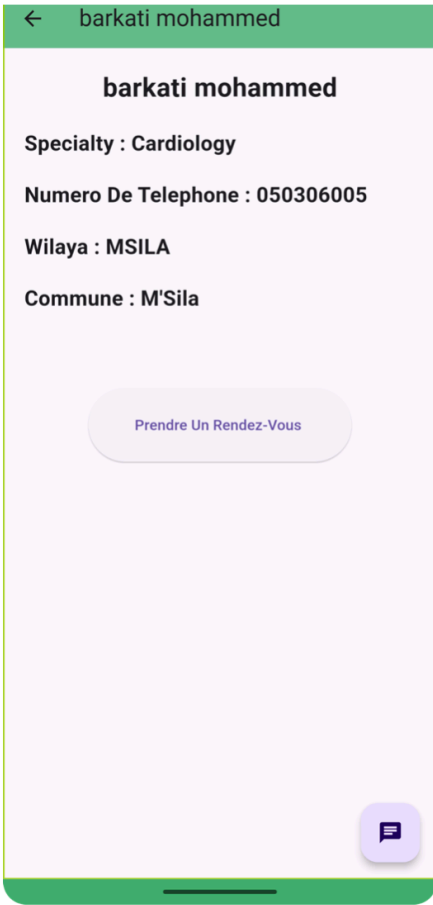 barkati mohammed
barkati mohammed
Specialty : Cardiology
Numero De Telephone : 050306005
Wilaya : MSILA
Commune : M'Sila
Prendre Un Rendez-Vous